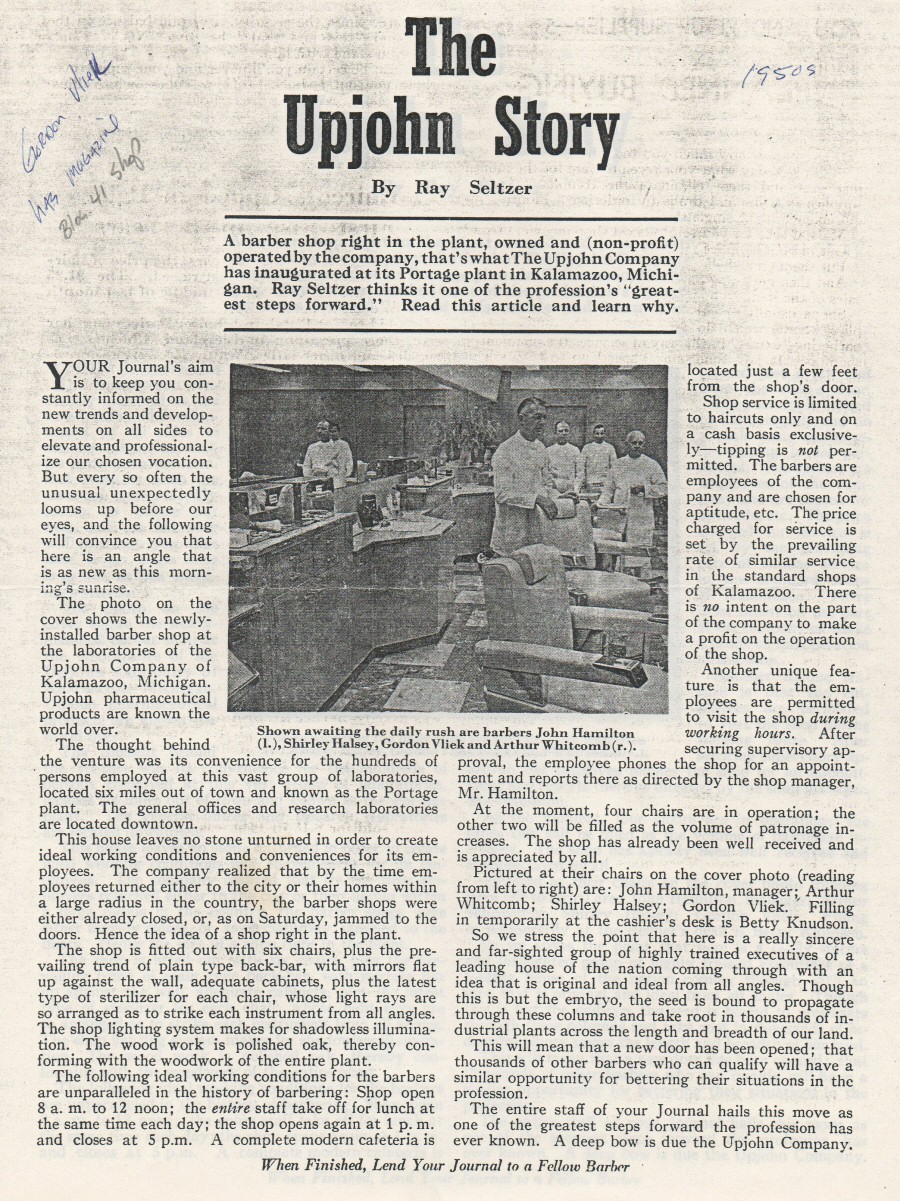 The
Upjohn Story
By Ray Seltzer
Gordon Vliek
has magazine
Bldg. 41 Shop
1950s
A barber shop right in the plant, owned and (non-profit)
operated by the company, that's what The Upjohn Company
has inaugurated at its Portage plant in Kalamazoo, Michi-
gan. Ray Seltzer thinks it one of the profession's "great-
est steps forward." Read this article and learn why.
YOUR Journal's aim
is to keep you con-
stantly informed on the
new trends and develop-
ments on all sides to
elevate and professional-
ize our chosen vocation.
But every so often the
unusual unexpectedly
looms up before our
eyes, and the following
will convince you that
here is an angle that
is as new as this morn-
ing's sunrise.
The photo on the
cover shows the newly-
installed barber shop at
the laboratories of the
Upjohn Company of
Kalamazoo, Michigan.
Upjohn pharmaceutical
products are known the
world over.
The thought behind
the venture was its convenience for the hundreds of
persons employed at this vast group of laboratories,
located six miles out of town and known as the Portage
plant. The general offices and research laboratories
are located downtown.
This house leaves no stone unturned in order to create
ideal working conditions and conveniences for its em-
ployees. The company realized that by the time em-
ployees returned either to the city or their homes within
a large radius in the country, the barber shops were
either already closed, or, as on Saturday, jammed to the
doors. Hence the idea of a shop right in the plant.
The shop is fitted out with six chairs, plus the pre-
vailing trend of plain type back-bar, with mirrors flat
up against the wall, adequate cabinets, plus the latest
type of sterilizer for each chair, whose light rays are
so arranged as to strike each instrument from all angles.
The shop lighting system makes for shadowless illumina-
tion. The wood work is polished oak, thereby con-
forming with the woodwork of the entire plant.
The following ideal working conditions for the barbers
are unparalleled in the history of barbering: Shop open
8 a. m. to 12 noon; the entire staff take off for lunch at
the same time each day; the shop opens again at 1 p. m.
and closes at 5 p.m. A complete modern cafeteria is
Shown awaiting the daily rush are barbers John Hamilton
(l.), Shirley Halsey, Gordon Vliek and Arthur Whitcomb (r.).
located just a few feet
from the shop's door.
Shop service is limited
to haircuts only and on
a cash basis exclusive-
ly—tipping is not per-
mitted. The barbers are
employees of the com-
pany and are chosen for
aptitude, etc. The price
charged for service is
set by the prevailing
rate of similar service
in the standard shops
of Kalamazoo. There
is no intent on the part
of the company to make
a profit on the operation
of the shop.
Another unique fea-
ture is that the em-
ployees are permitted
to visit the shop during
working hours. After
securing supervisory ap-
proval, the employee phones the shop for an appoint-
ment and reports there as directed by the shop manager,
Mr. Hamilton.
At the moment, four chairs are in operation; the
other two will be filled as the volume of patronage in-
creases. The shop has already been well received and
is appreciated by all.
Pictured at their chairs on the cover photo (reading
from left to right) are: John Hamilton, manager; Arthur
Whitcomb; Shirley Halsey; Gordon Vliek. Filling
in temporarily at the cashier's desk is Betty Knudson.
So we stress the point that here is a really sincere
and far-sighted group of highly trained executives of a
leading house of the nation coming through with an
idea that is original and ideal from all angles. Though
this is but the embryo, the seed is bound to propagate
through these columns and take root in thousands of in-
dustrial plants across the length and breadth of our land.
This will mean that a new door has been opened; that
thousands of other barbers who can qualify will have a
similar opportunity for bettering their situations in the
profession.
The entire staff of your Journal hails this move as
one of the greatest steps forward the profession has
ever known. A deep bow is due the Upjohn Company.
When Finished, Lend Your Journal to a Fellow Barber